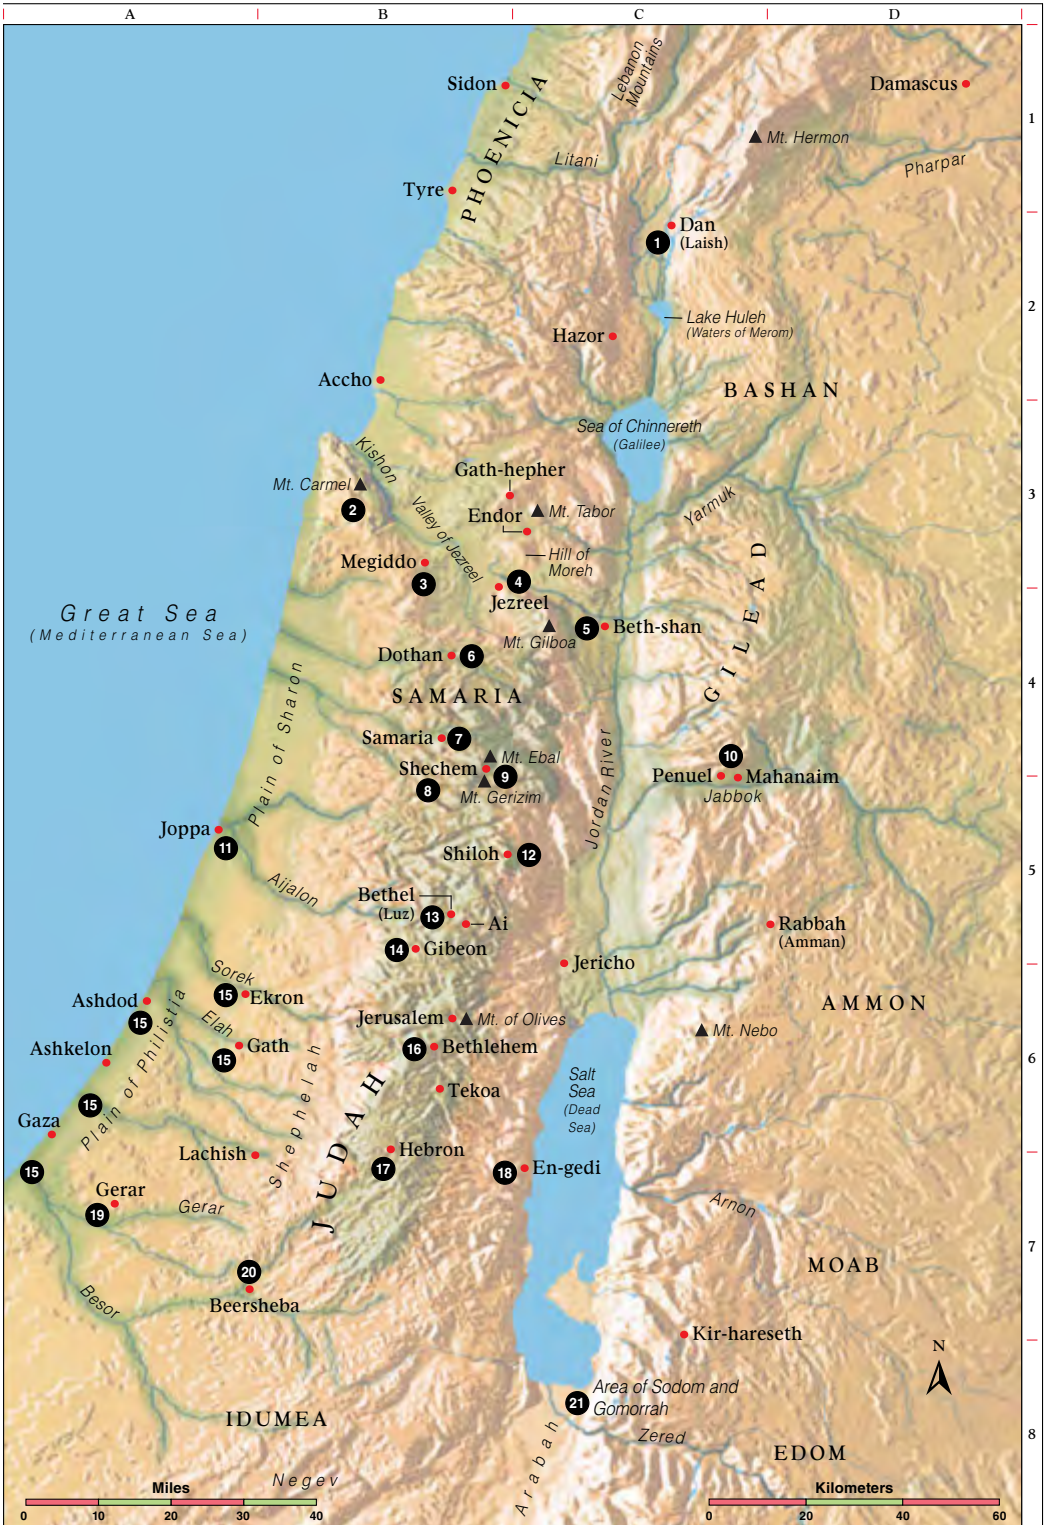 A B C D
1
2
3
4
5
6
7
8
Sidon
PHOENICIA
Lebanon
Mountains
Damascus
Mt. Hermon
Litani
Pharpar
Tyre
Dan
(Laish)
1
Lake Huleh
(Waters of Merom)
Hazor
BASHAN
Accho
Sea of Chinnereth
(Galilee)
Kishon
Mt. Carmel
2
Gath-hepher
Endor
Mt. Tabor
Yarmuk
Valley of Jezreel
Hill of
Moreh
Megiddo
3
4
Jezreel
Great Sea
(Mediterranean Sea)
Mt. Gilboa
5
Beth-shan
GILEAD
Dothan
6
SAMARIA
Plain of Sharon
Samaria
7
Mt. Ebal
Shechem
9
8
Mt. Gerizim
Jordan River
10
Penuel
Mahanaim
Jabbok
Joppa
11
Shiloh
12
Aijalon
Bethel
(Luz)
13
Ai
14
Gibeon
Rabbah
(Amman)
Jericho
Sorek
15
Ekron
AMMON
Ashdod
15
Elah
Jerusalem
Mt. of Olives
Mt. Nebo
Ashkelon
Gath
15
16
Bethlehem
Plain of Philistia
Shephelah
JUDAH
Salt
Sea
(Dead
Sea)
Tekoa
15
Gaza
Lachish
Hebron
17
18
En-gedi
15
Gerar
19
Gerar
Arnon
20
Beersheba
MOAB
Besor
Kir-hareseth
N
21
Area of Sodom and
Gomorrah
IDUMEA
Zered
EDOM
Arabah
Negev
Miles
0 10 20 30 40
Kilometers
0 20 40 60